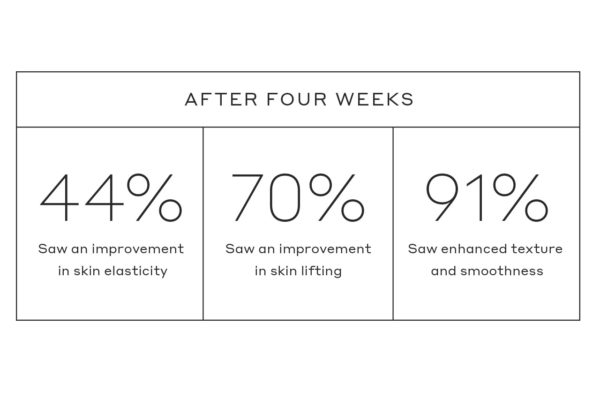 AFTER FOUR WEEKS
44%
70%
91%
Saw an improvement
in skin elasticity
Saw an improvement
in skin lifting
Saw enhanced texture
and smoothness